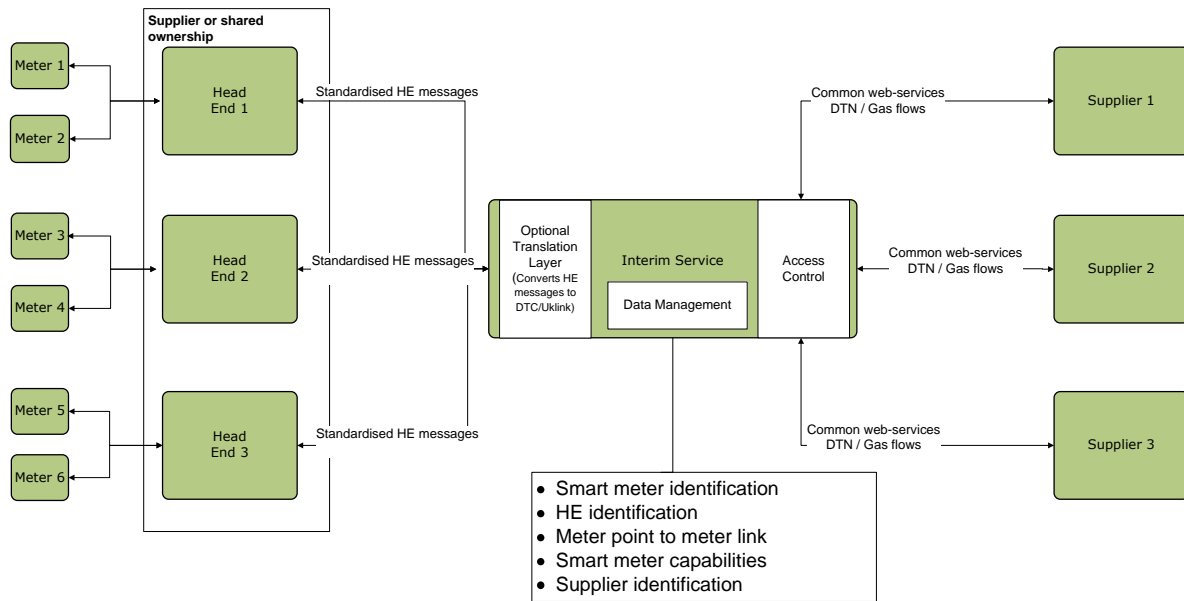 Supplier or shared
ownership
Meter 1
Meter 2
Head
End 1
Standardised HE messages
Common web-services
DTN / Gas flows
Supplier 1
Meter 3
Meter 4
Head
End 2
Standardised HE messages
Optional
Translation
Layer
(Converts HE
messages to
DTC/Uklink)
Interim Service
Data Management
Access
Control
Common web-services
DTN / Gas flows
Supplier 2
Meter 5
Meter 6
Head
End 3
Standardised HE messages
Common web-services
DTN / Gas flows
Supplier 3
• Smart meter identification
• HE identification
• Meter point to meter link
• Smart meter capabilities
• Supplier identification